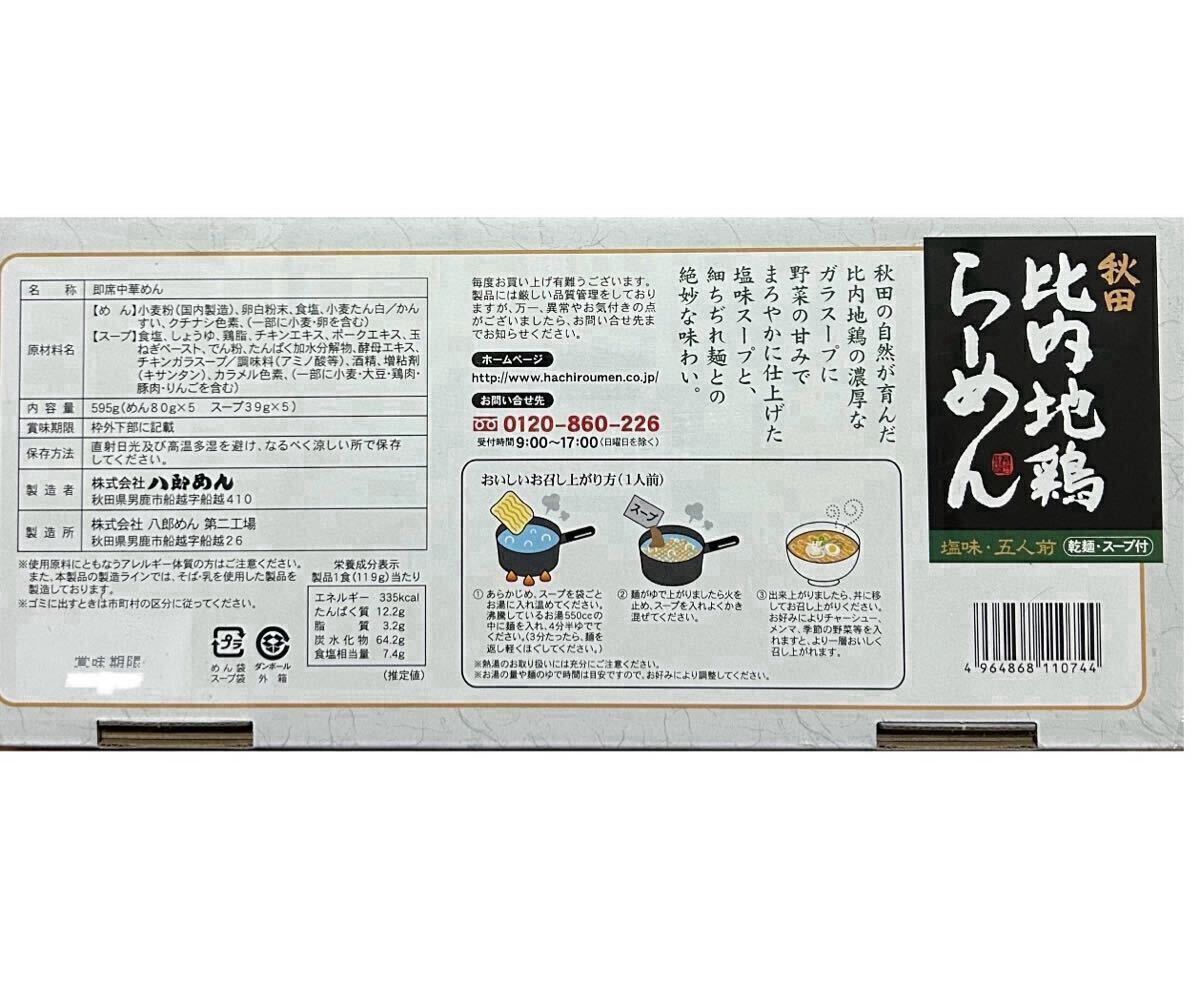 秋田
比内地鶏
らーめん
塩味・五人前 乾麺・スープ付
秋田の自然が育んだ
比内地鶏の濃厚な
ガラスープに
野菜の甘みで
まろやかに仕上げた
塩味スープと、
細ちぢれ麺との
絶妙な味わい。
名 称 即席中華めん
原材料名 【めん】小麦粉(国内製造)、卵白粉末、食塩、小麦たん白／かん
すい、クチナシ色素、(一部に小麦・卵を含む)
【スープ】食塩、しょうゆ、鶏脂、チキンエキス、ポークエキス、玉
ねぎペースト、でん粉、たんぱく加水分解物、酵母エキス、
チキンガラスープ／調味料(アミノ酸等)、酒精、増粘剤
(キサンタン)、カラメル色素、(一部に小麦・大豆・鶏肉・
豚肉・りんごを含む)
内容量 595g(めん80g×5 スープ39g×5)
賞味期限 枠外下部に記載
保存方法 直射日光及び高温多湿を避け、なるべく涼しい所で保存
してください。
製造者 株式会社 八郎めん
秋田県男鹿市船越字船越410
製造所 株式会社 八郎めん 第二工場
秋田県男鹿市船越字船越26
※使用原料にともなうアレルギー体質の方はご注意ください。
また、本製品の製造ラインでは、そば・乳を使用した製品を
製造しております。
※ゴミに出すときは市町村の区分に従ってください。
プラ
めん袋
スープ袋
ダンボール
外箱
賞味期限
栄養成分表示
製品1食(119g)当たり
エネルギー 335kcal
たんぱく質 12.2g
脂質 3.2g
炭水化物 64.2g
食塩相当量 7.4g
(推定値)
毎度お買い上げ有難うございます。
製品には厳しい品質管理をしており
ますが、万一、異常やお気付きの点
がございましたら、お問い合せ先ま
でお知らせください。
ホームページ
http://www.hachiroumen.co.jp/
お問い合せ先
0120-860-226
受付時間9:00〜17:00(日曜日を除く)
おいしいお召し上がり方(1人前)
スープ
①あらかじめ、スープを袋ごと
お湯に入れ温めてください。
沸騰しているお湯550ccの
中に麺を入れ、4分半ゆでて
ください。(3分たったら、麺を
返し軽くほぐしてください。)
②麺がゆで上がりましたら火を
止め、スープを入れよくかき
混ぜてください。
③出来上がりましたら、丼に移
してお召し上がりください。
お好みによりチャーシュー、
メンマ、季節の野菜等を入
れますと、より一層おいしく
召し上がれます。
※熱湯のお取り扱いには充分にご注意ください。
※お湯の量や麺のゆで時間は目安ですので、お好みにより調整してください。
4 964868 110744